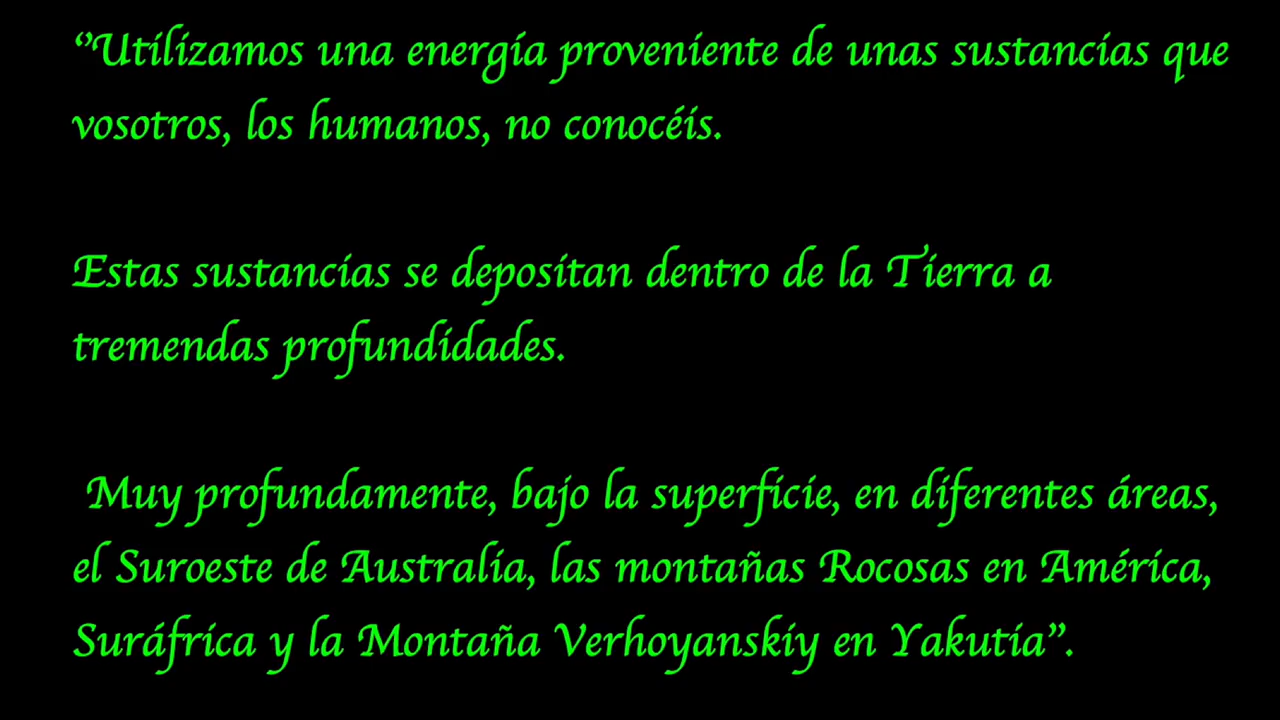 “Utilizamos una energía proveniente de unas sustancias que
vosotros, los humanos, no conocéis.
Estas sustancias se depositan dentro de la Tierra a
tremendas profundidades.
Muy profundamente, bajo la superficie, en diferentes áreas,
el Suroeste de Australia, las montañas Rocosas en América,
Suráfrica y la Montaña Verhoyanskiy en Yakutia”.